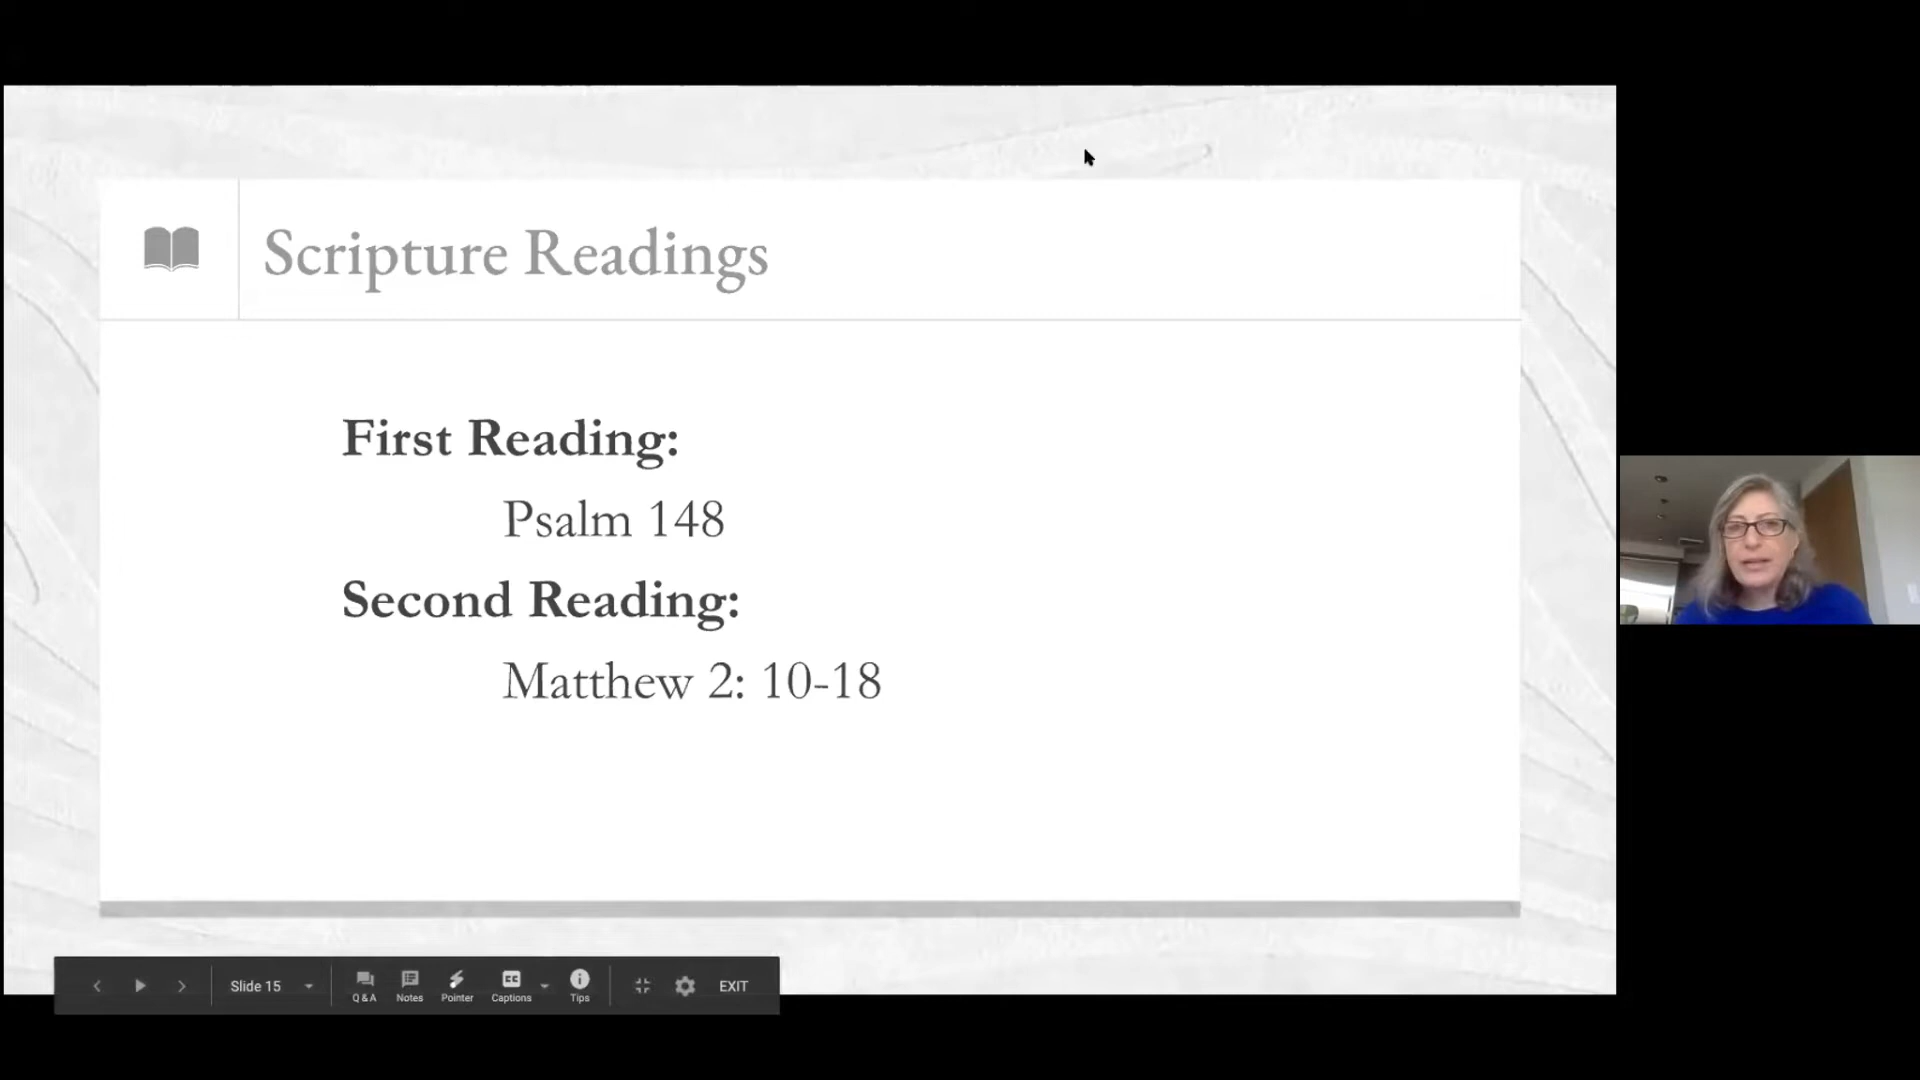 Scripture Readings
First Reading:
Psalm 148
Second Reading:
Matthew 2: 10-18
Slide 15
Q&A
Notes
Pointer
Captions
Tips
EXIT